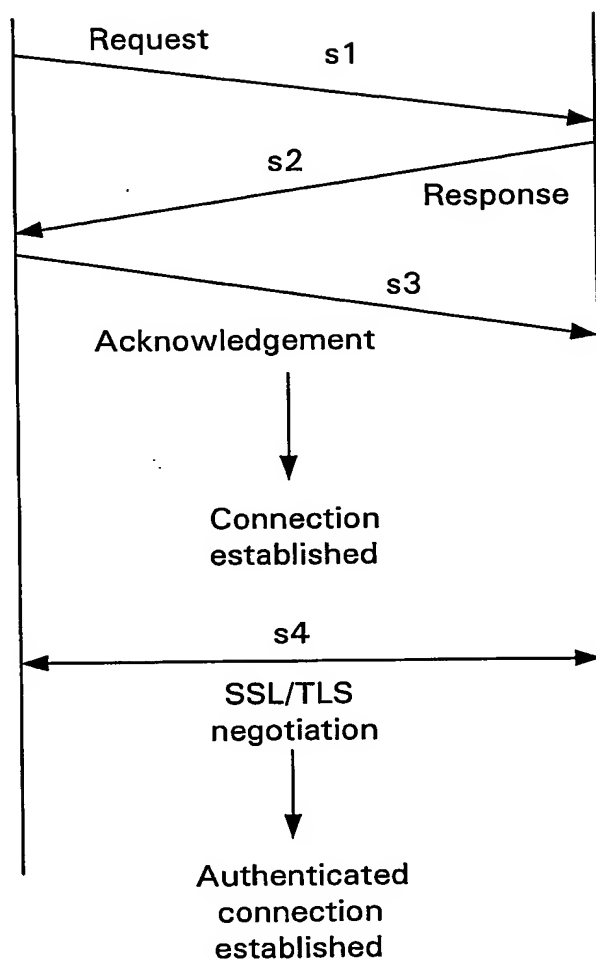 Request
s1
s2
Response
s3
Acknowledgement
Connection
established
s4
SSL/TLS
negotiation
Authenticated
connection
established